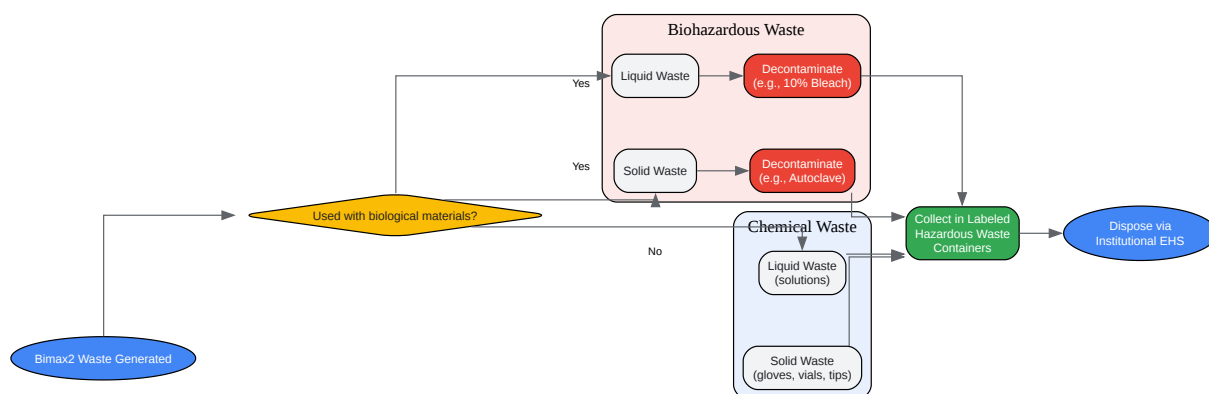 Biohazardous Waste
Liquid Waste
Decontaminate
(e.g., 10% Bleach)
Yes
Yes
Solid Waste
Decontaminate
(e.g., Autoclave)
Used with biological materials?
No
Chemical Waste
Liquid Waste
(solutions)
Solid Waste
(gloves, vials, tips)
Collect in Labeled
Hazardous Waste
Containers
Dispose via
Institutional EHS
Bimax2 Waste Generated